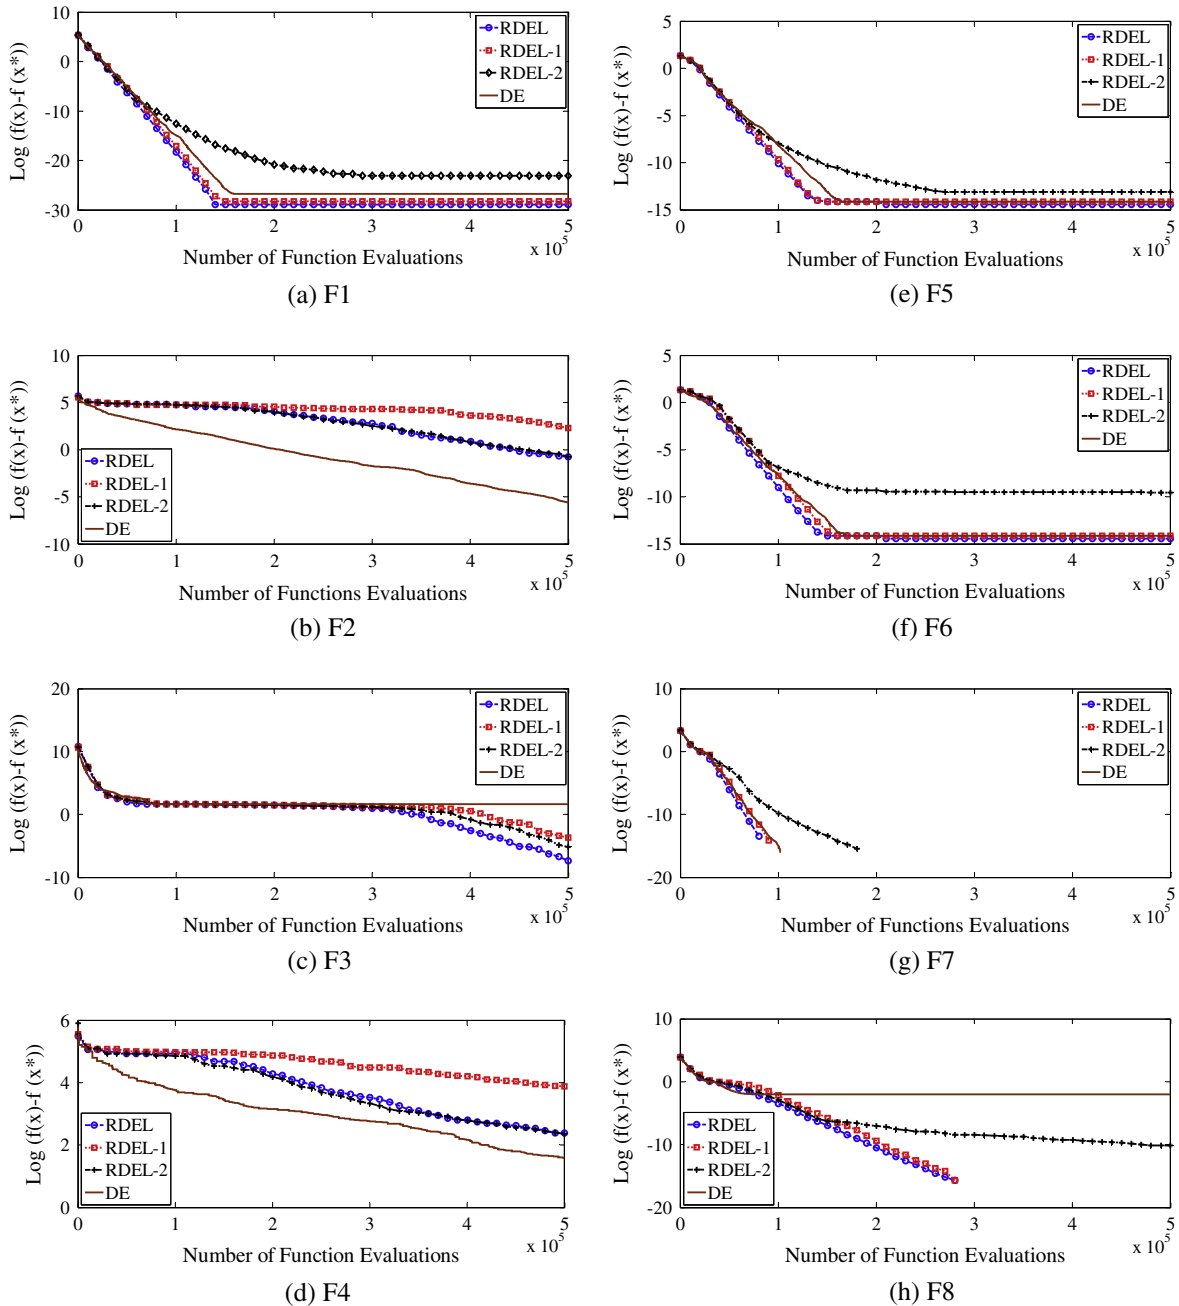 10
0
-10
-20
-30
Log (f(x)-f (x*))
0 1 2 3 4 5
x 10^5
Number of Function Evaluations
RDEL
RDEL-1
RDEL-2
DE
(a) F1
5
0
-5
-10
-15
Log (f(x)-f (x*))
0 1 2 3 4 5
x 10^5
Number of Function Evaluations
RDEL
RDEL-1
RDEL-2
DE
(e) F5
10
5
0
-5
-10
Log (f(x)-f (x*))
0 1 2 3 4 5
x 10^5
Number of Functions Evaluations
RDEL
RDEL-1
RDEL-2
DE
(b) F2
5
0
-5
-10
-15
Log (f(x)-f (x*))
0 1 2 3 4 5
x 10^5
Number of Function Evaluations
RDEL
RDEL-1
RDEL-2
DE
(f) F6
20
10
0
-10
Log (f(x)-f (x*))
0 1 2 3 4 5
x 10^5
Number of Function Evaluations
RDEL
RDEL-1
RDEL-2
DE
(c) F3
10
0
-10
-20
Log (f(x)-f (x*))
0 1 2 3 4 5
x 10^5
Number of Functions Evaluations
RDEL
RDEL-1
RDEL-2
DE
(g) F7
6
4
2
0
Log (f(x)-f (x*))
0 1 2 3 4 5
x 10^5
Number of Function Evaluations
RDEL
RDEL-1
RDEL-2
DE
(d) F4
10
0
-10
-20
Log (f(x)-f (x*))
0 1 2 3 4 5
x 10^5
Number of Function Evaluations
RDEL
RDEL-1
RDEL-2
DE
(h) F8